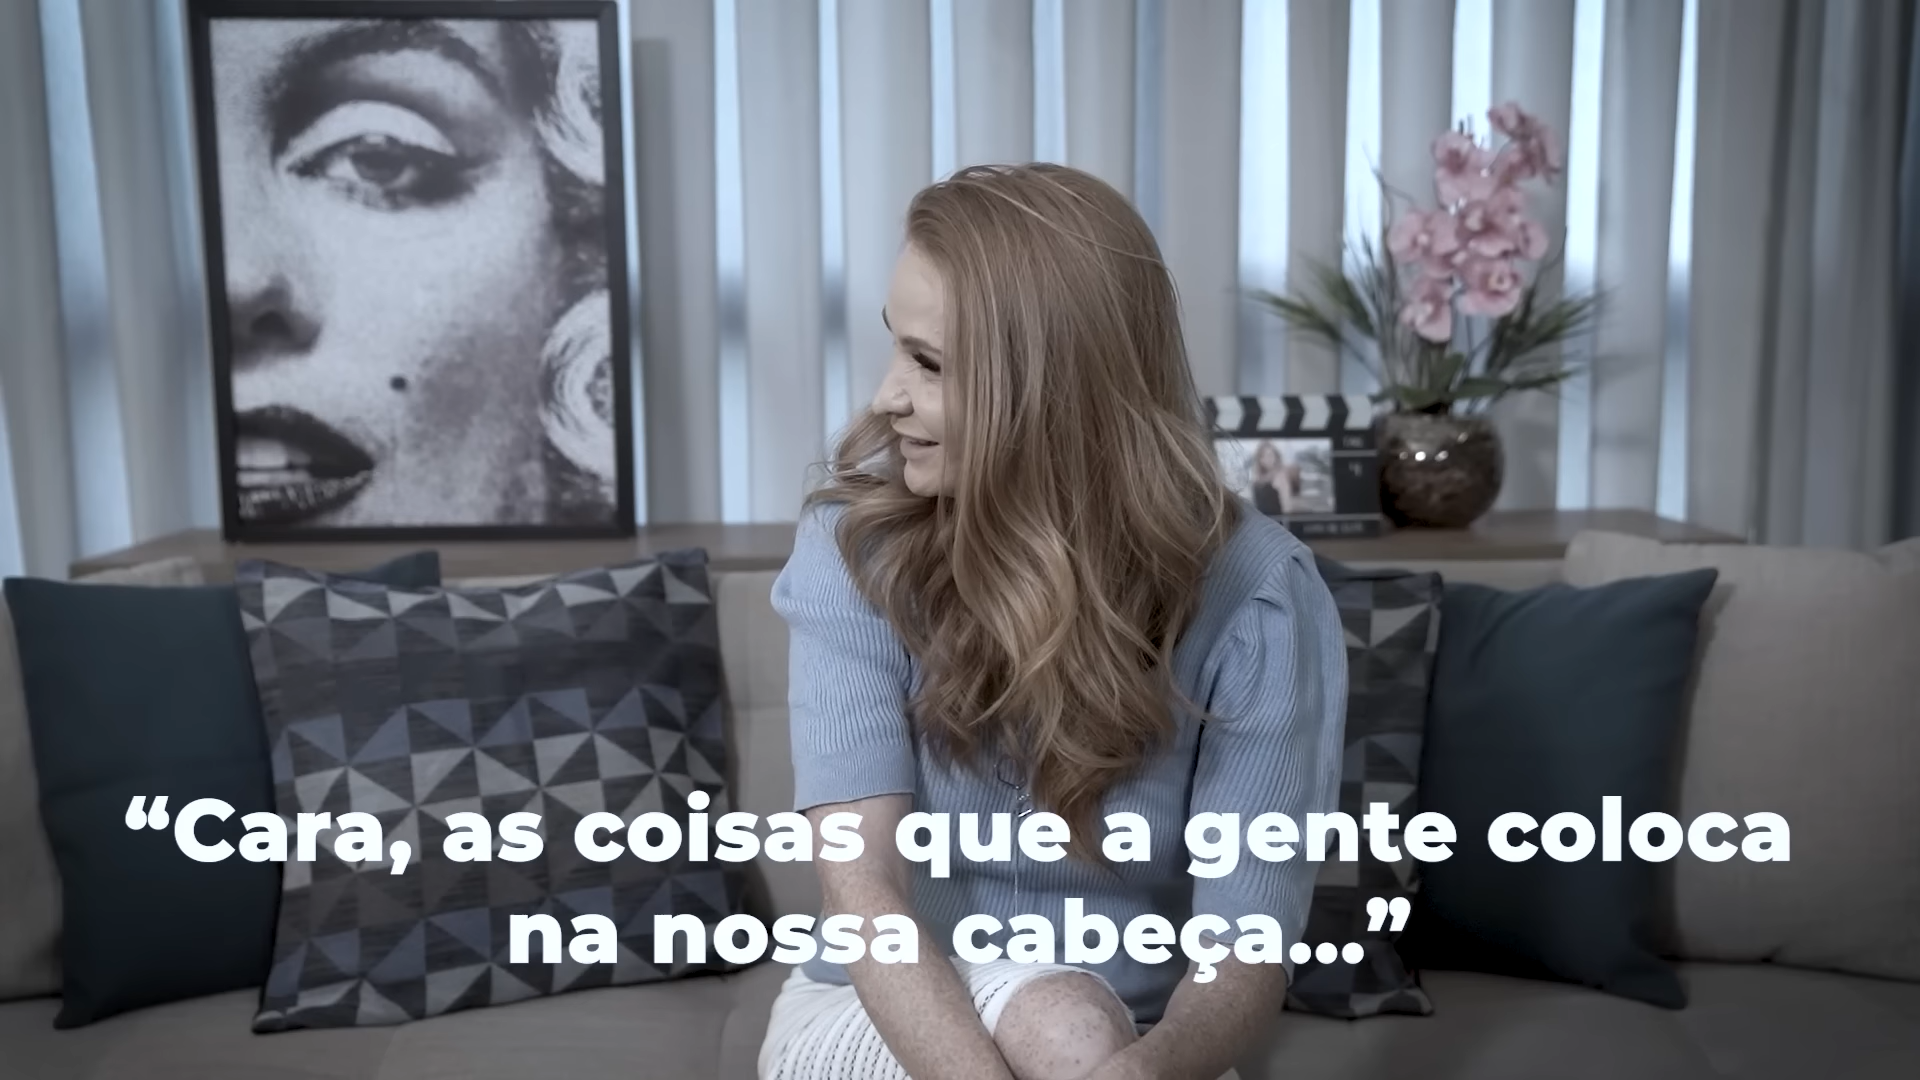 “Cara, as coisas que a gente coloca
na nossa cabeça...”